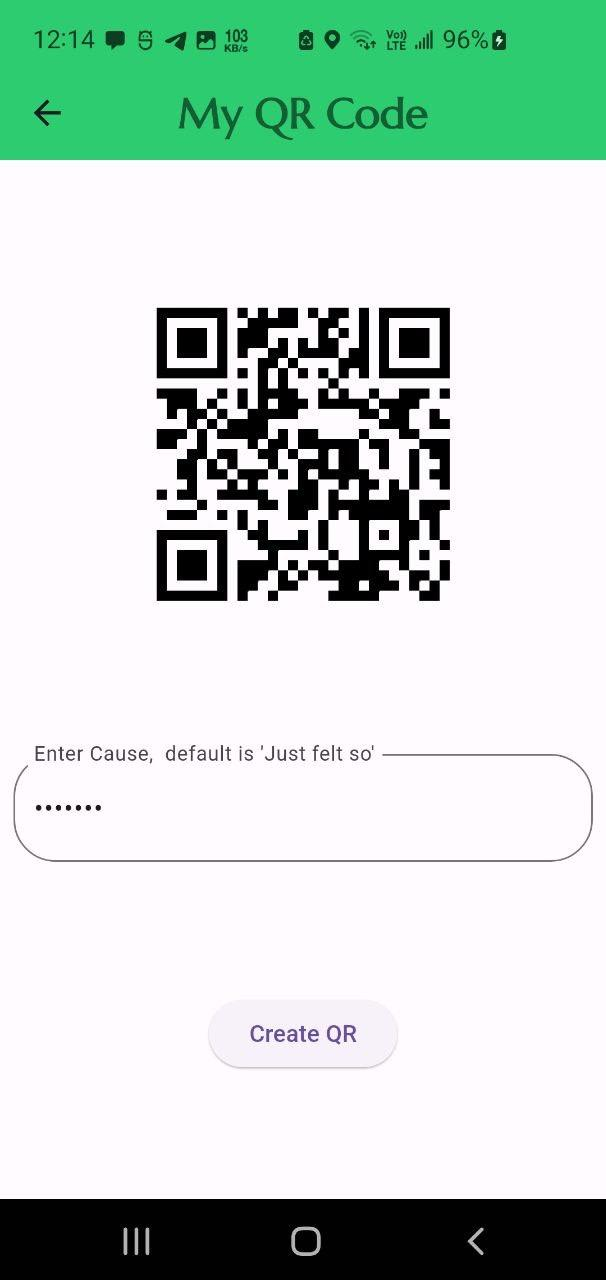 12:14 103 KB/s Vo)) LTE 96%
My QR Code
Enter Cause,  default is 'Just felt so'
•••••••
Create QR